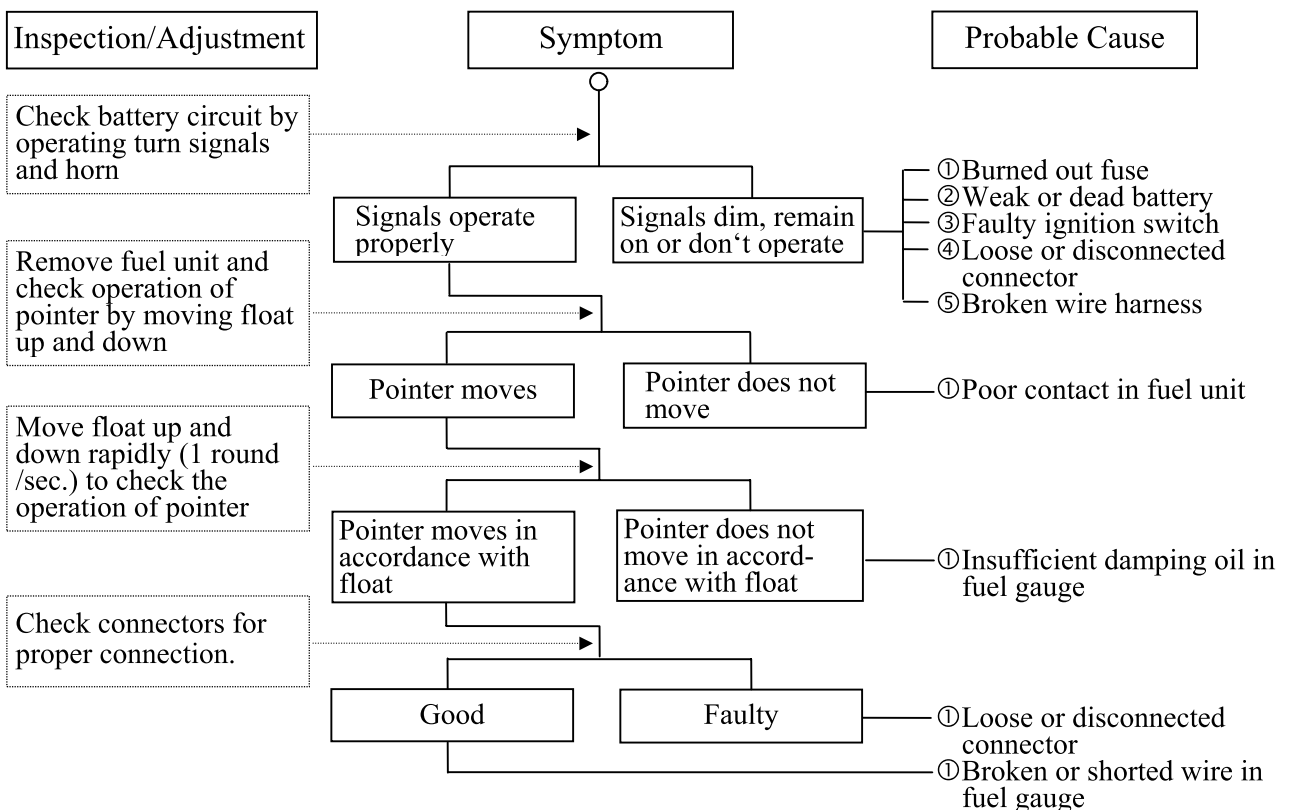 Inspection/Adjustment
Symptom
Probable Cause
Check battery circuit by
operating turn signals
and horn
Signals operate
properly
Signals dim, remain
on or don‘t operate
①Burned out fuse
②Weak or dead battery
③Faulty ignition switch
④Loose or disconnected
connector
⑤Broken wire harness
Remove fuel unit and
check operation of
pointer by moving float
up and down
Pointer moves
Pointer does not
move
①Poor contact in fuel unit
Move float up and
down rapidly (1 round
/sec.) to check the
operation of pointer
Pointer moves in
accordance with
float
Pointer does not
move in accord-
ance with float
①Insufficient damping oil in
fuel gauge
Check connectors for
proper connection.
Good
Faulty
①Loose or disconnected
connector
①Broken or shorted wire in
fuel gauge